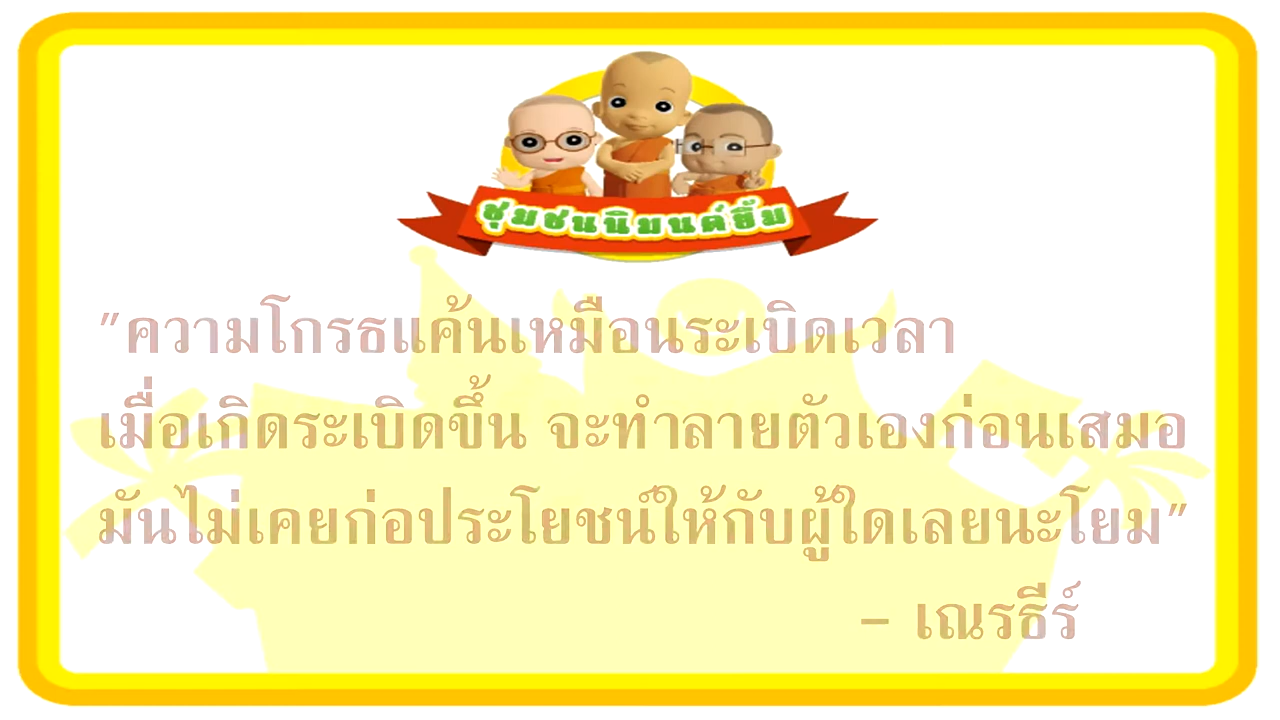 ชุมชนนิมนต์ยิ้ม
"ความโกรธแค้นเหมือนระเบิดเวลา
เมื่อเกิดระเบิดขึ้น จะทำลายตัวเองก่อนเสมอ
มันไม่เคยก่อประโยชน์ให้กับผู้ใดเลยนะโยม"
– เณรธีร์